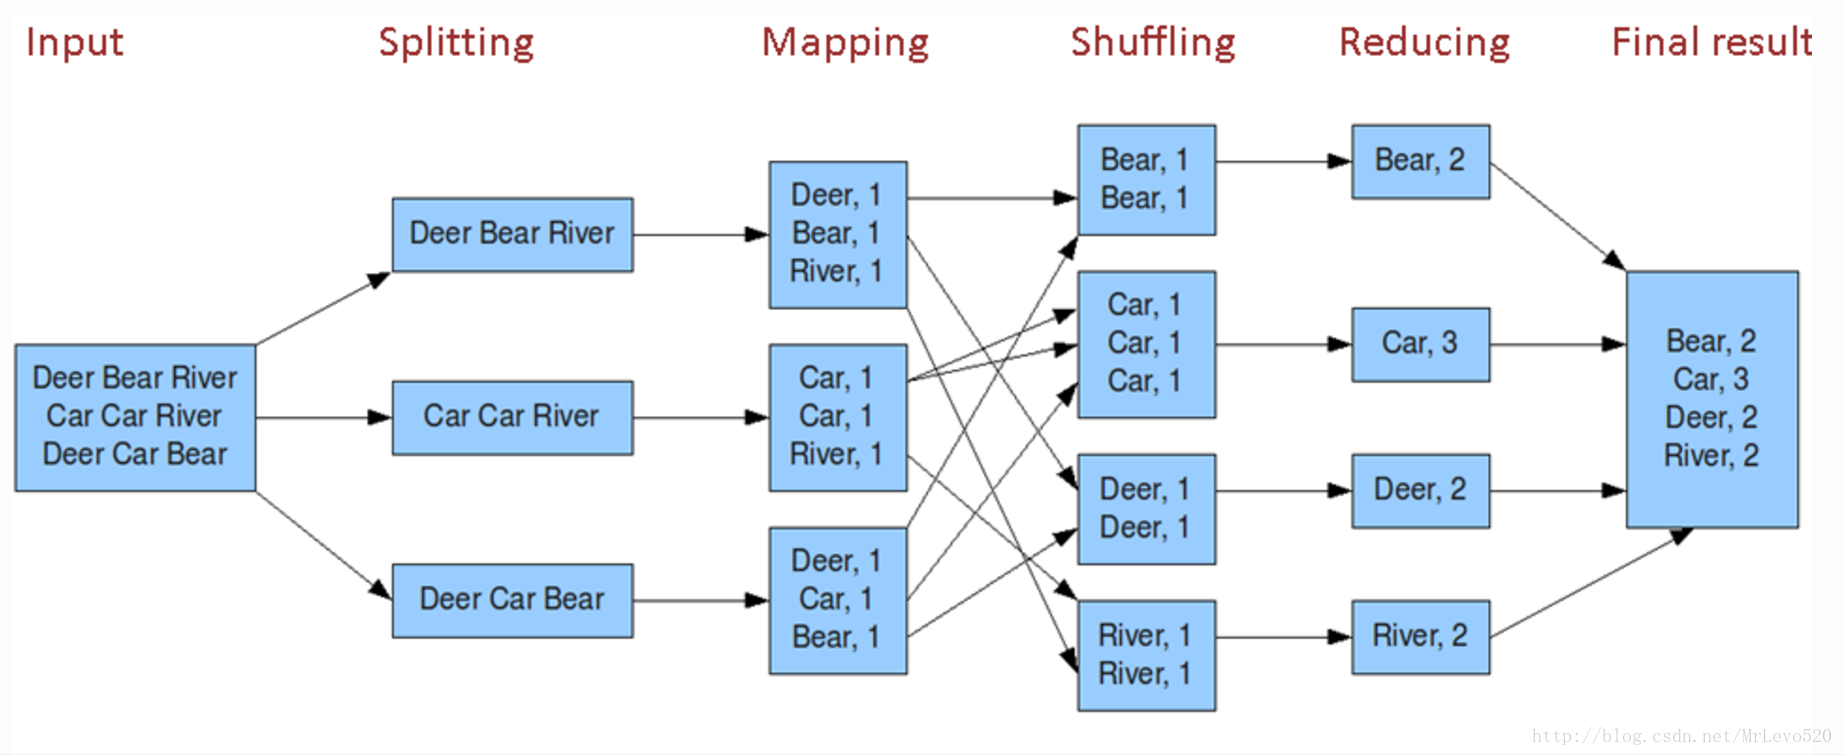 Input
Splitting
Mapping
Shuffling
Reducing
Final result
Deer Bear River
Car Car River
Deer Car Bear
Deer Bear River
Car Car River
Deer Car Bear
Deer, 1
Bear, 1
River, 1
Car, 1
Car, 1
River, 1
Deer, 1
Car, 1
Bear, 1
Bear, 1
Bear, 1
Car, 1
Car, 1
Car, 1
Deer, 1
Deer, 1
River, 1
River, 1
Bear, 2
Car, 3
Deer, 2
River, 2
Bear, 2
Car, 3
Deer, 2
River, 2
http://blog.csdn.net/MrLevo520